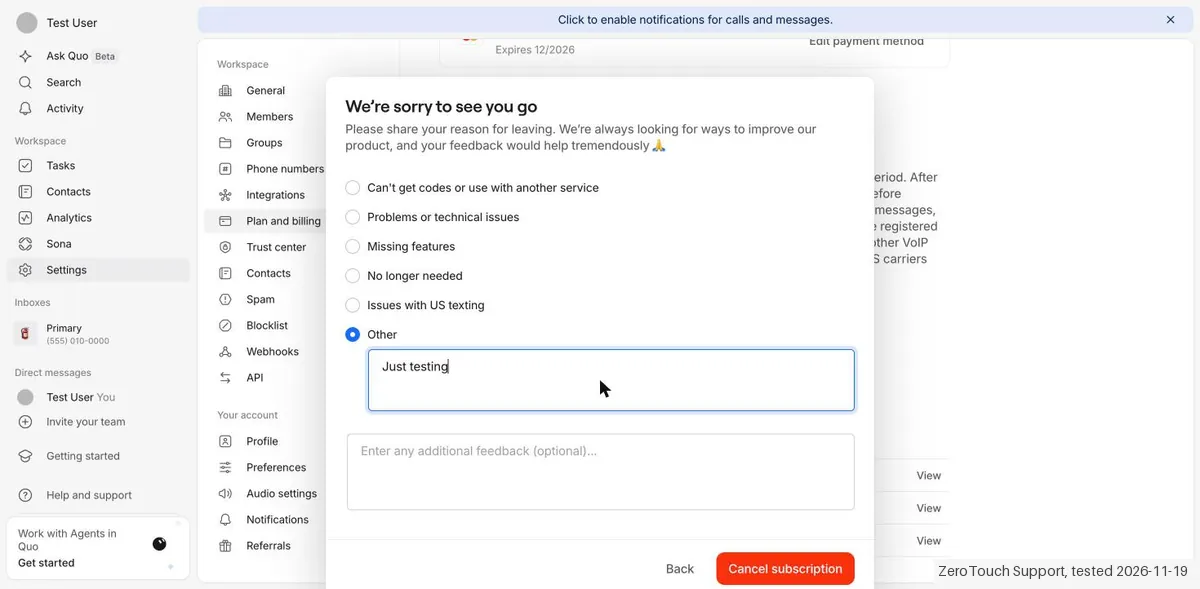 Test User
Click to enable notifications for calls and messages.
Ask Quo Beta
Search
Activity
Workspace
Tasks
Contacts
Analytics
Sona
Settings
Inboxes
Primary
(555) 010-0000
Direct messages
Test User You
Invite your team
Getting started
Help and support
Work with Agents in
Quo
Get started
Workspace
General
Members
Groups
Phone numbers
Integrations
Plan and billing
Trust center
Contacts
Spam
Blocklist
Webhooks
API
Your account
Profile
Preferences
Audio settings
Notifications
Referrals
Expires 12/2026
Edit payment method
We're sorry to see you go
Please share your reason for leaving. We're always looking for ways to improve our
product, and your feedback would help tremendously 🙏
Can't get codes or use with another service
Problems or technical issues
Missing features
No longer needed
Issues with US texting
Other
Just testing
Enter any additional feedback (optional)...
Back
Cancel subscription
eriod. After
efore
messages,
registered
ther VoIP
S carriers
View
View
View
ZeroTouch Support, tested 2026-11-19